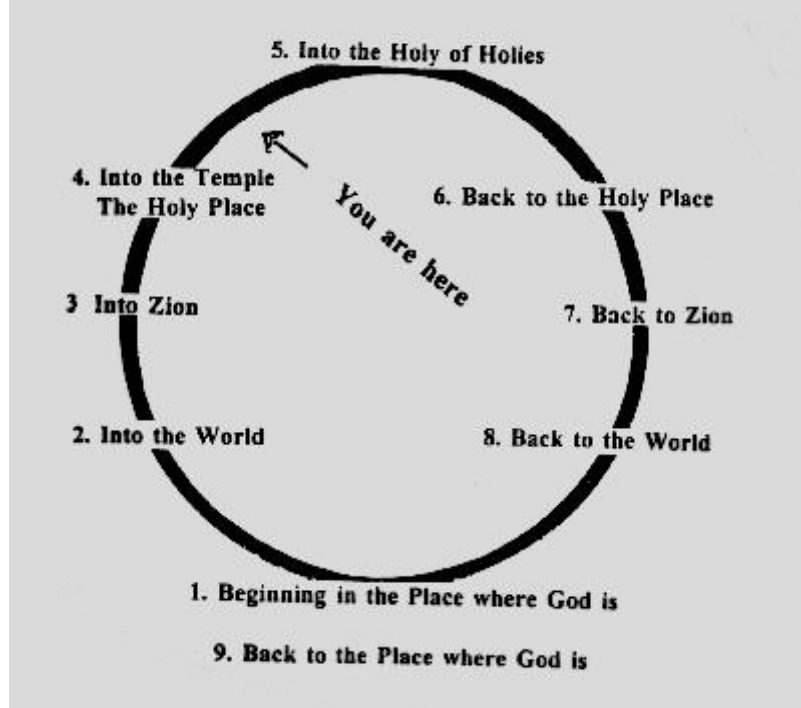 5. Into the Holy of Holies
4. Into the Temple
The Holy Place
You are here
6. Back to the Holy Place
3 Into Zion
7. Back to Zion
2. Into the World
8. Back to the World
1. Beginning in the Place where God is
9. Back to the Place where God is